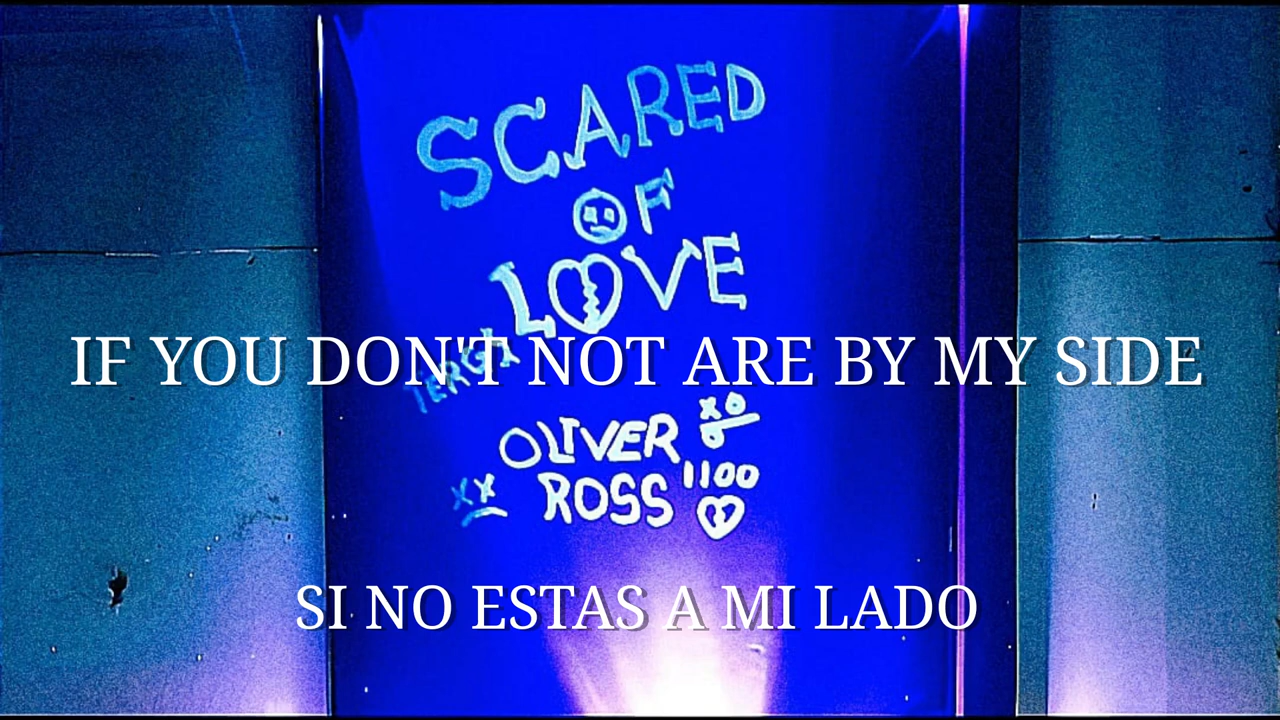 SCARED
OF
LOVE
IF YOU DON'T NOT ARE BY MY SIDE
OLIVER
XX ROSS 1100
SI NO ESTAS A MI LADO